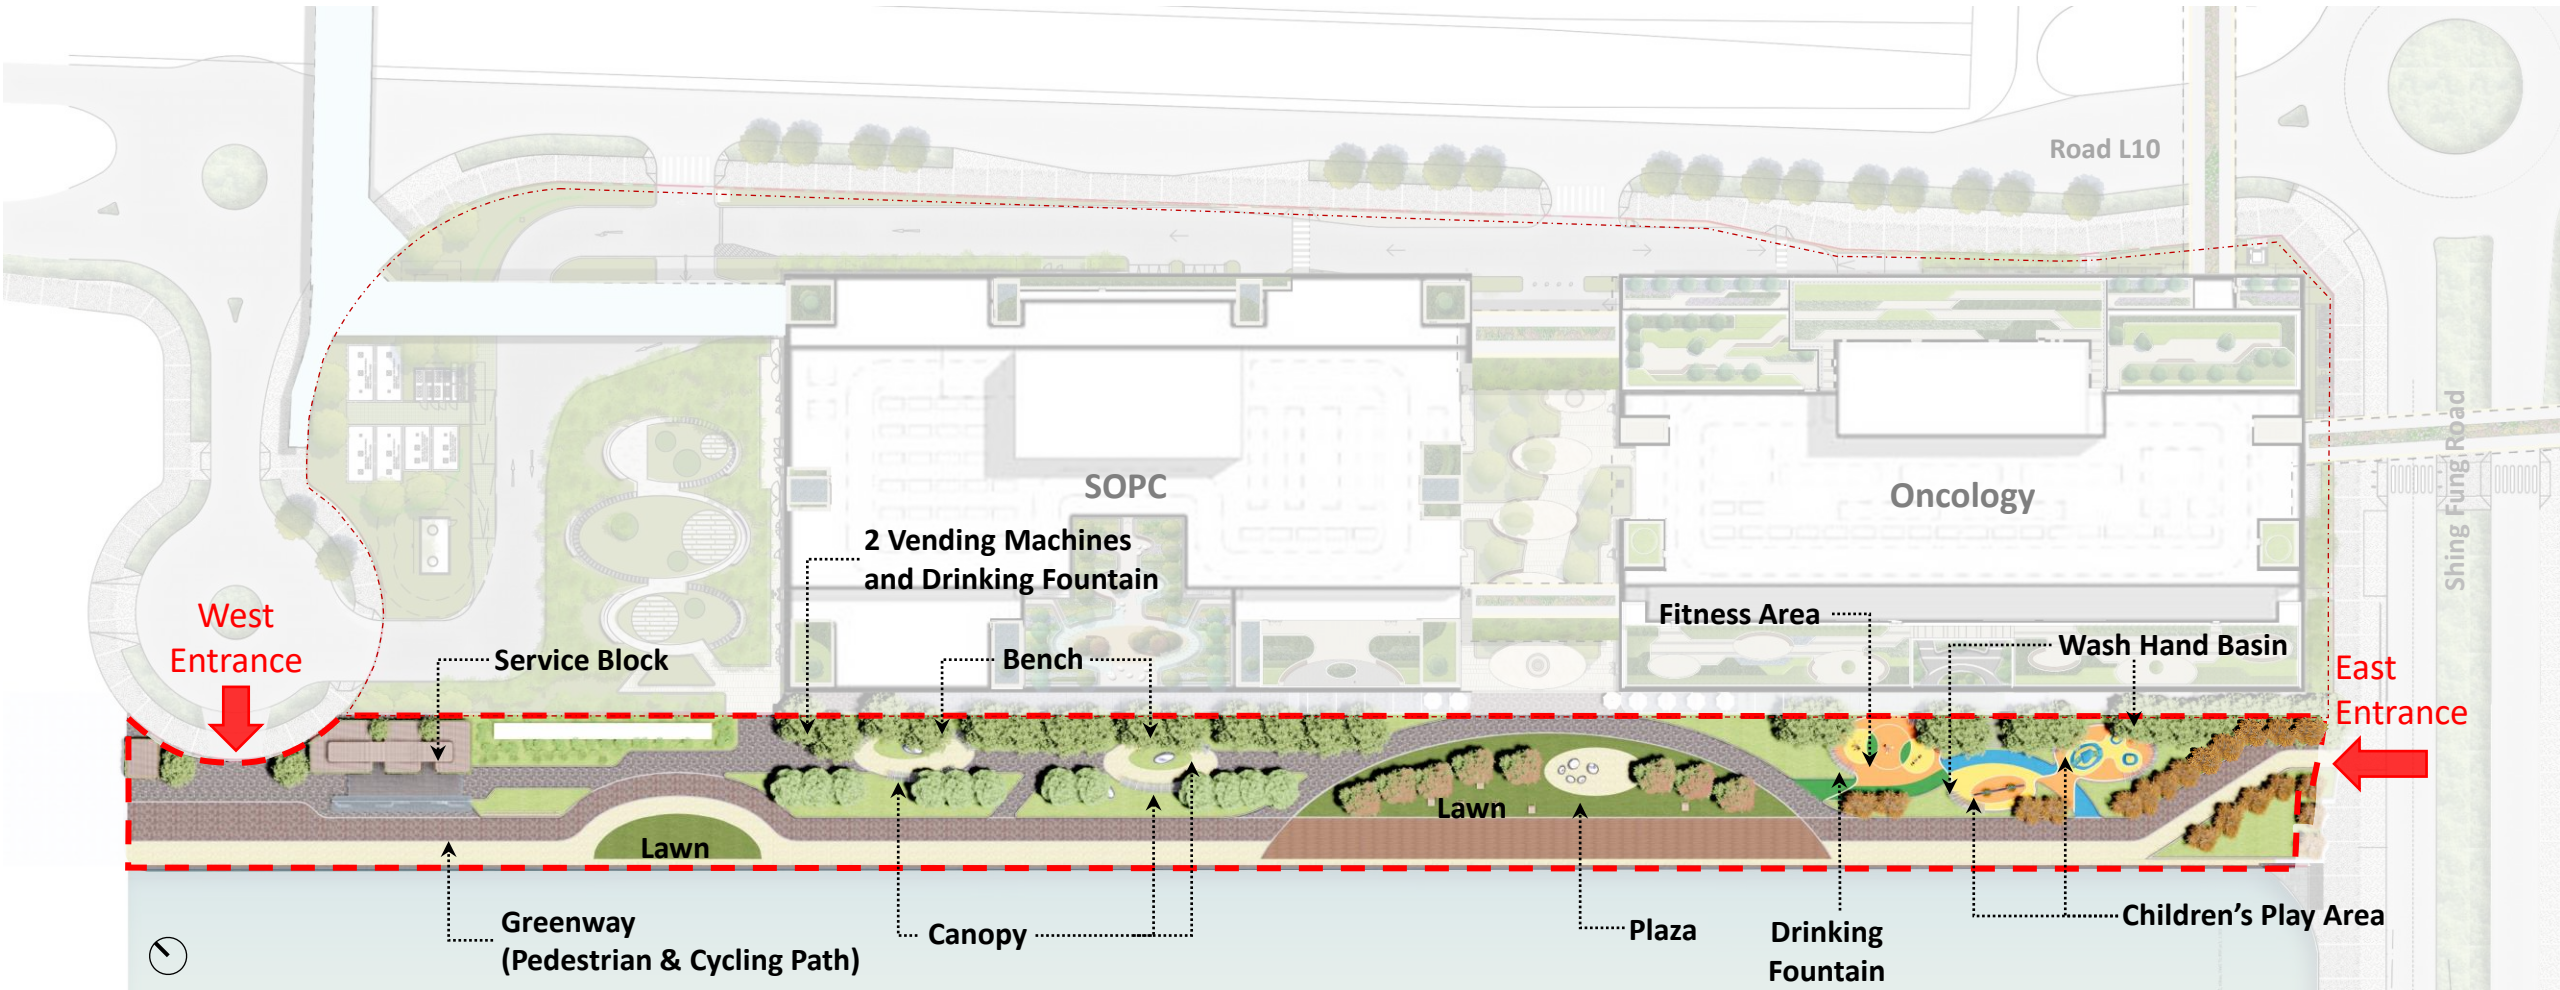 Road L10
Shing Fung Road
SOPC
Oncology
2 Vending Machines
and Drinking Fountain
West
Entrance
Service Block
Bench
Fitness Area
Wash Hand Basin
East
Entrance
Lawn
Lawn
Greenway
(Pedestrian & Cycling Path)
Canopy
Plaza
Drinking
Fountain
Children’s Play Area